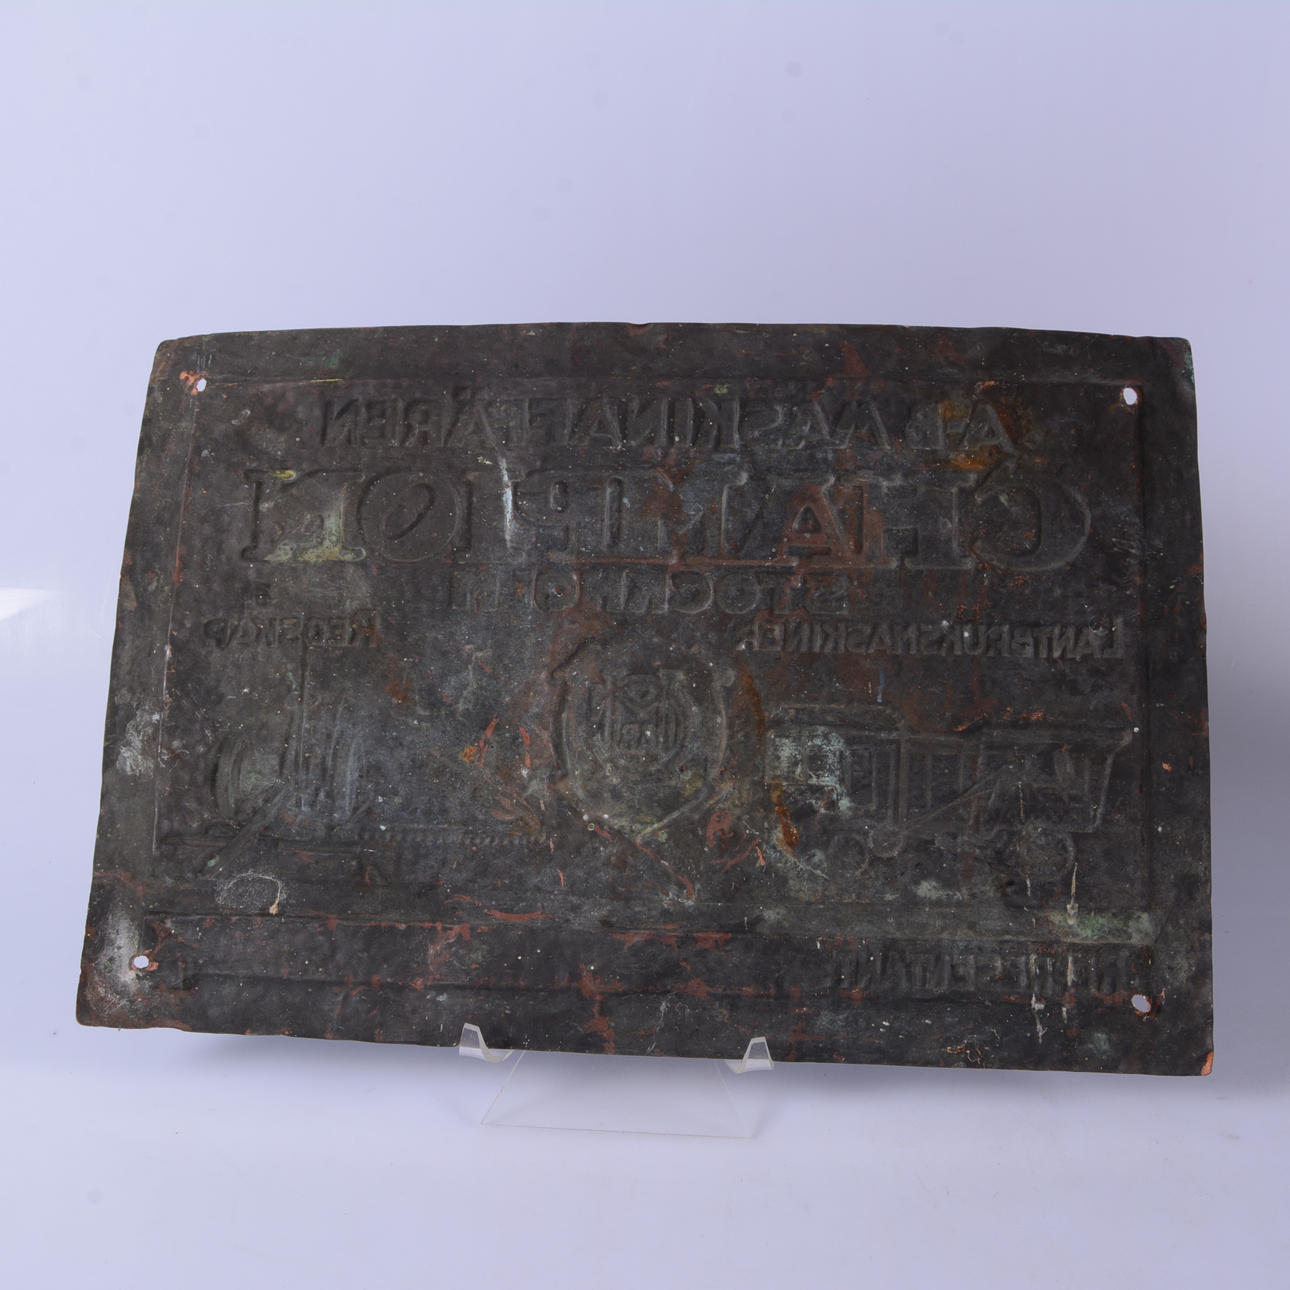 A-B MASKINAFFÄREN
CHAMPION
STOCKHOLM
LANTBRUKSMASKINER REDSKAP
REPRESENTANT